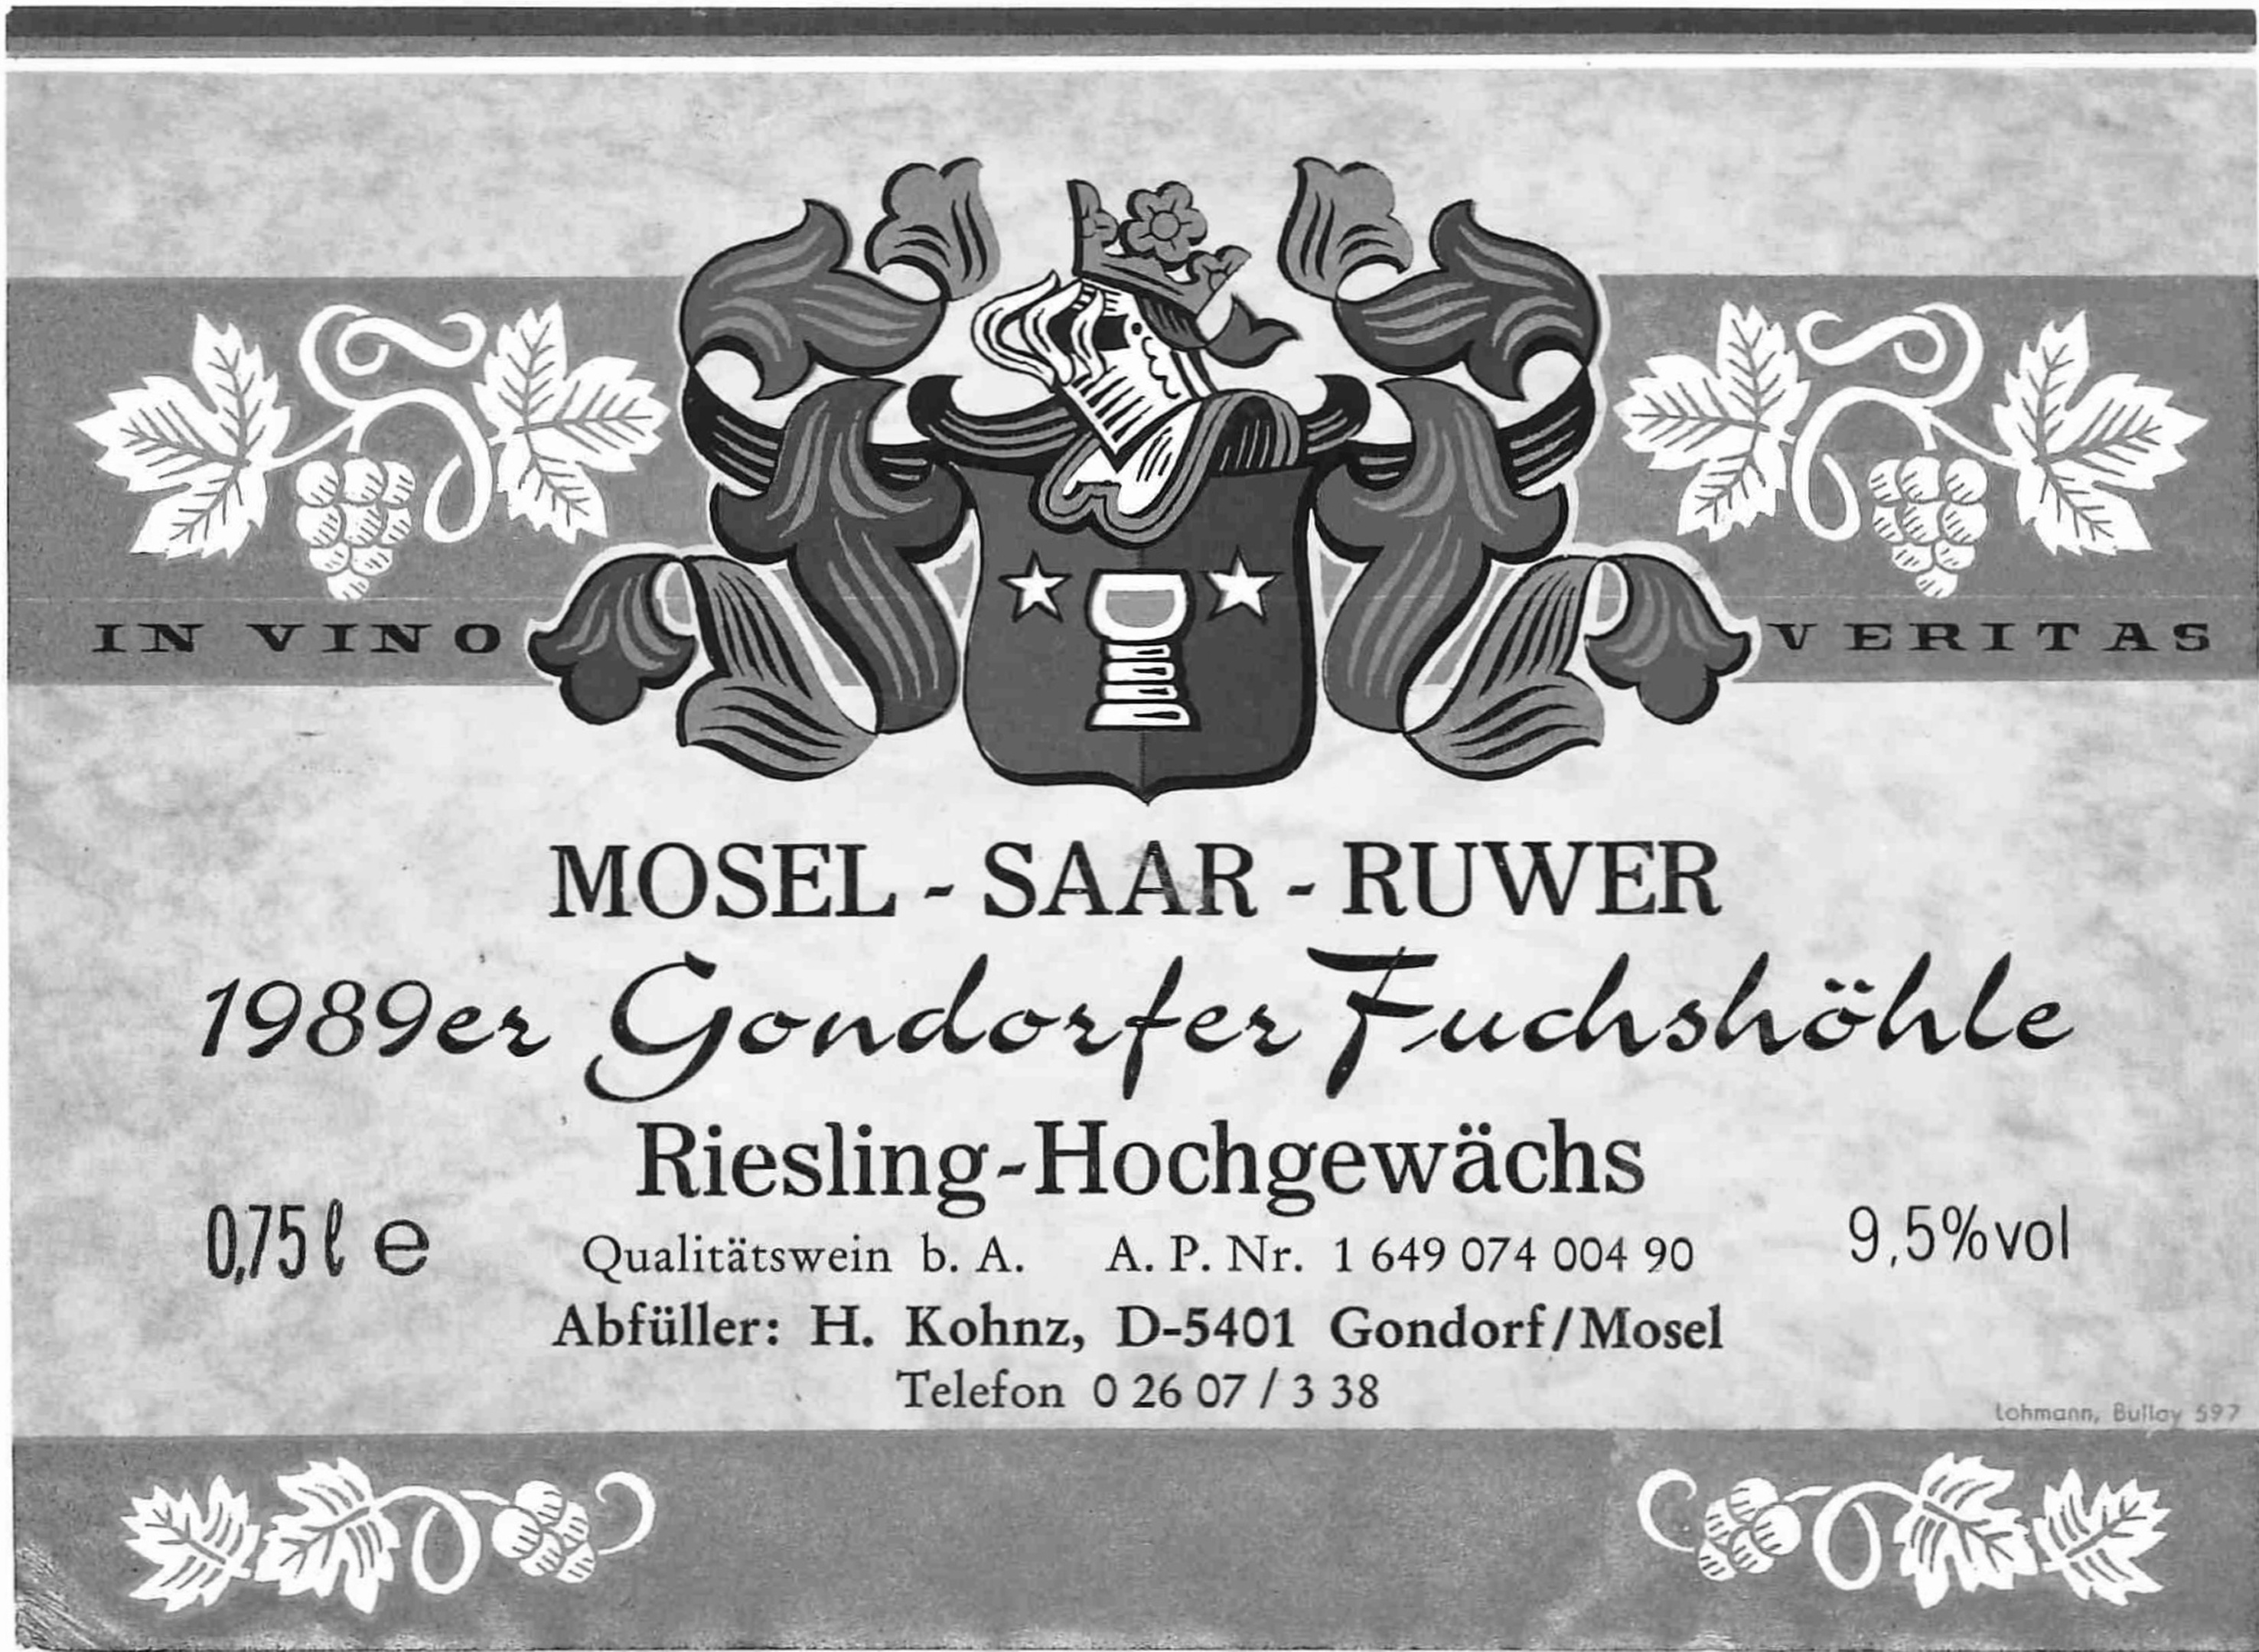 IN VINO VERITAS
MOSEL - SAAR - RUWER
1989er Gondorfer Fuchshöhle
Riesling-Hochgewächs
0,75 l e
Qualitätswein b. A. A. P. Nr. 1 649 074 004 90
9,5% vol
Abfüller: H. Kohnz, D-5401 Gondorf/Mosel
Telefon 0 26 07 / 3 38
Lohmann, Bullay 597